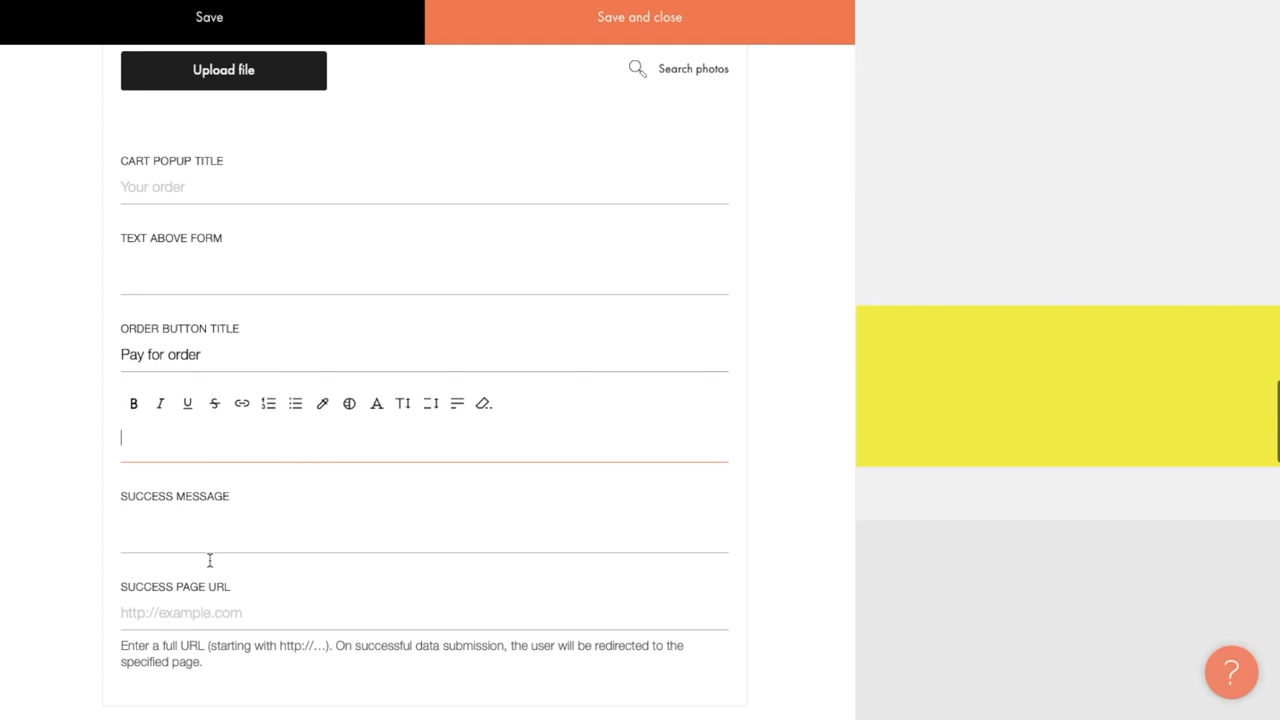 Save
Save and close
Upload file
Search photos
CART POPUP TITLE
Your order
TEXT ABOVE FORM
ORDER BUTTON TITLE
Pay for order
B I U S A T
SUCCESS MESSAGE
SUCCESS PAGE URL
http://example.com
Enter a full URL (starting with http://…). On successful data submission, the user will be redirected to the
specified page.
?